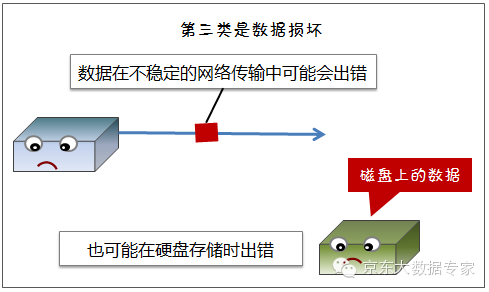 第三类是数据损坏
数据在不稳定的网络传输中可能会出错
磁盘上的数据
也可能在硬盘存储时出错
京东大数据专家